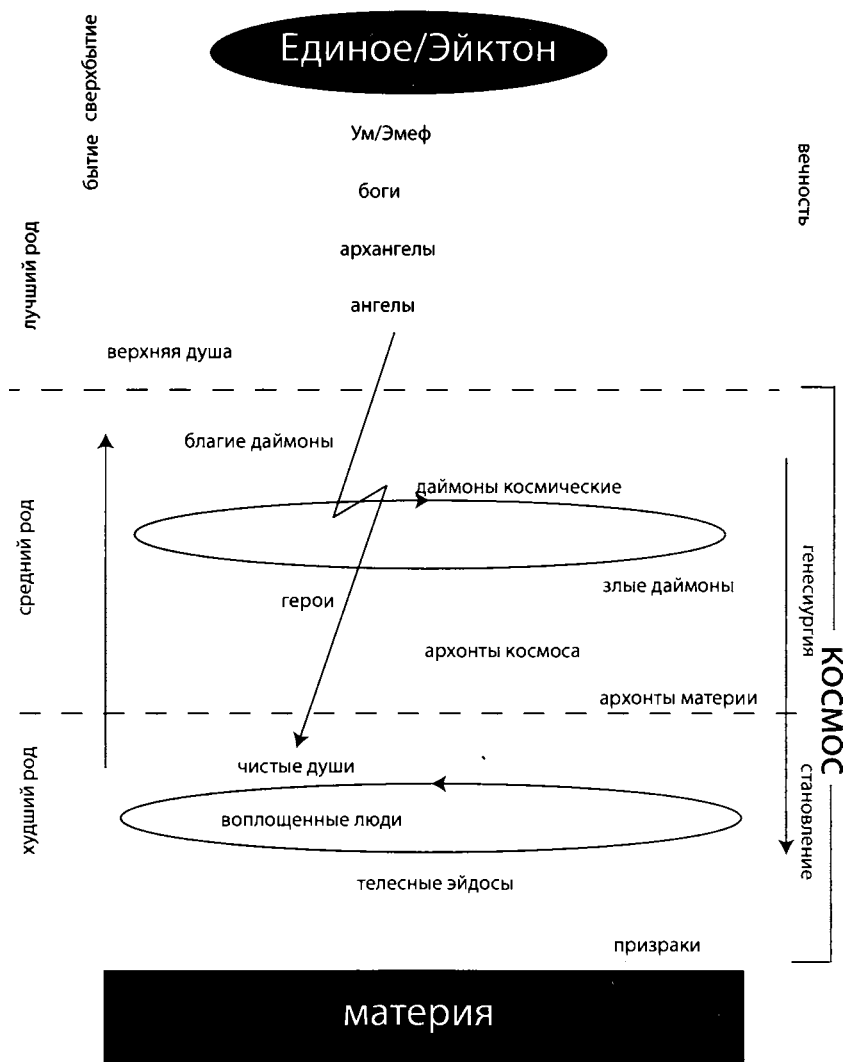 Единое/Эйктон
сверхбытие
бытие
Ум/Эмеф
вечность
боги
лучший род
архангелы
ангелы
верхняя душа
благие даймоны
даймоны космические
средний род
генесиургия
злые даймоны
герои
архонты космоса
КОСМОС
архонты материи
чистые души
худший род
становление
воплощенные люди
телесные эйдосы
призраки
материя